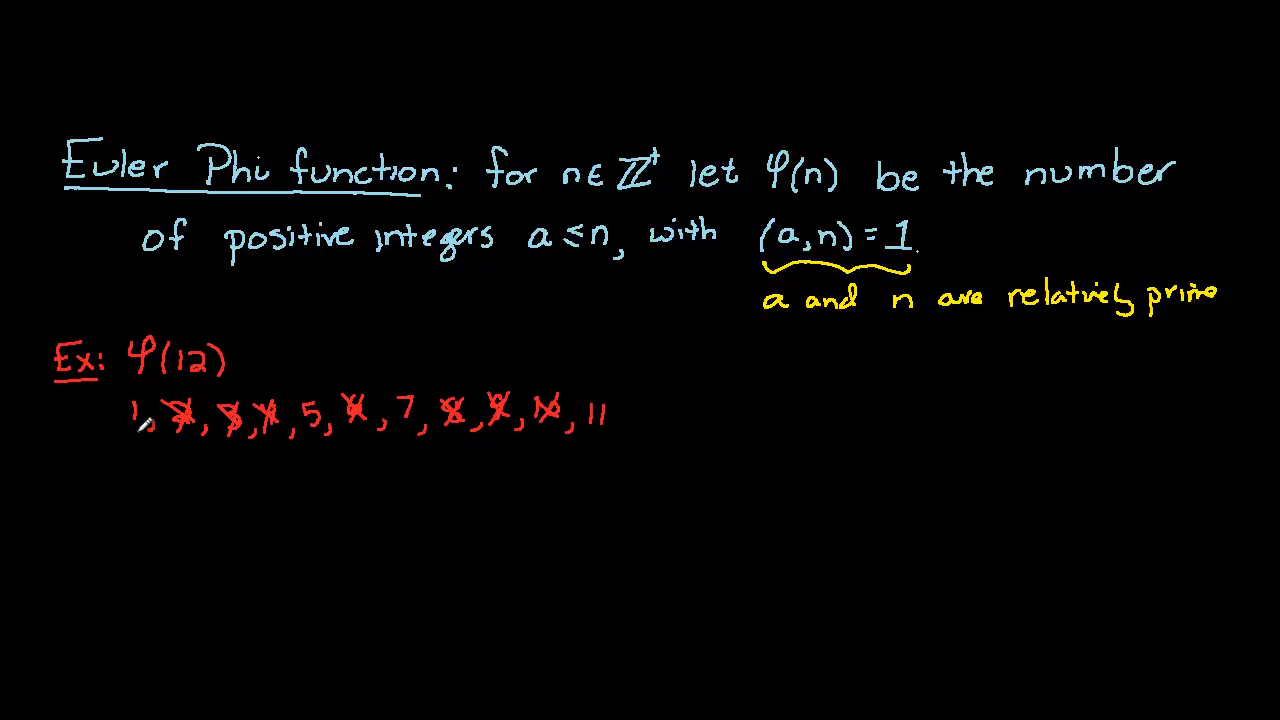 Euler Phi function: for n ∈ ℤ⁺ let φ(n) be the number
of positive integers a ≤ n, with (a, n) = 1.
a and n are relatively prime
Ex: φ(12)
1, 2, 3, 4, 5, 6, 7, 8, 9, 10, 11